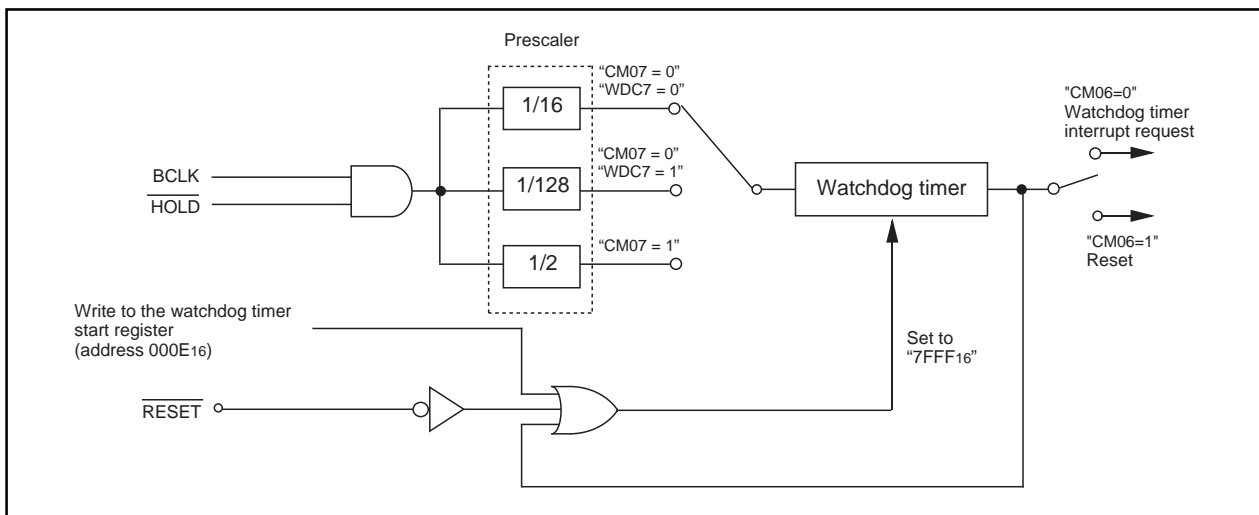 Prescaler
“CM07 = 0”
“WDC7 = 0”
1/16
"CM06=0"
Watchdog timer
interrupt request
BCLK
HOLD
“CM07 = 0”
“WDC7 = 1”
1/128
Watchdog timer
“CM07 = 1”
1/2
"CM06=1"
Reset
Write to the watchdog timer
start register
(address 000E16)
Set to
“7FFF16”
RESET